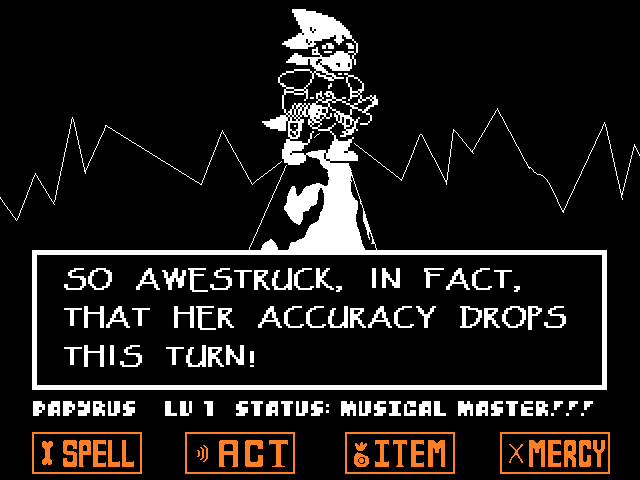 SO AWESTRUCK, IN FACT,
THAT HER ACCURACY DROPS
THIS TURN!
PAPYRUS LV 1 STATUS: MUSICAL MASTER!!!
SPELL ACT ITEM MERCY